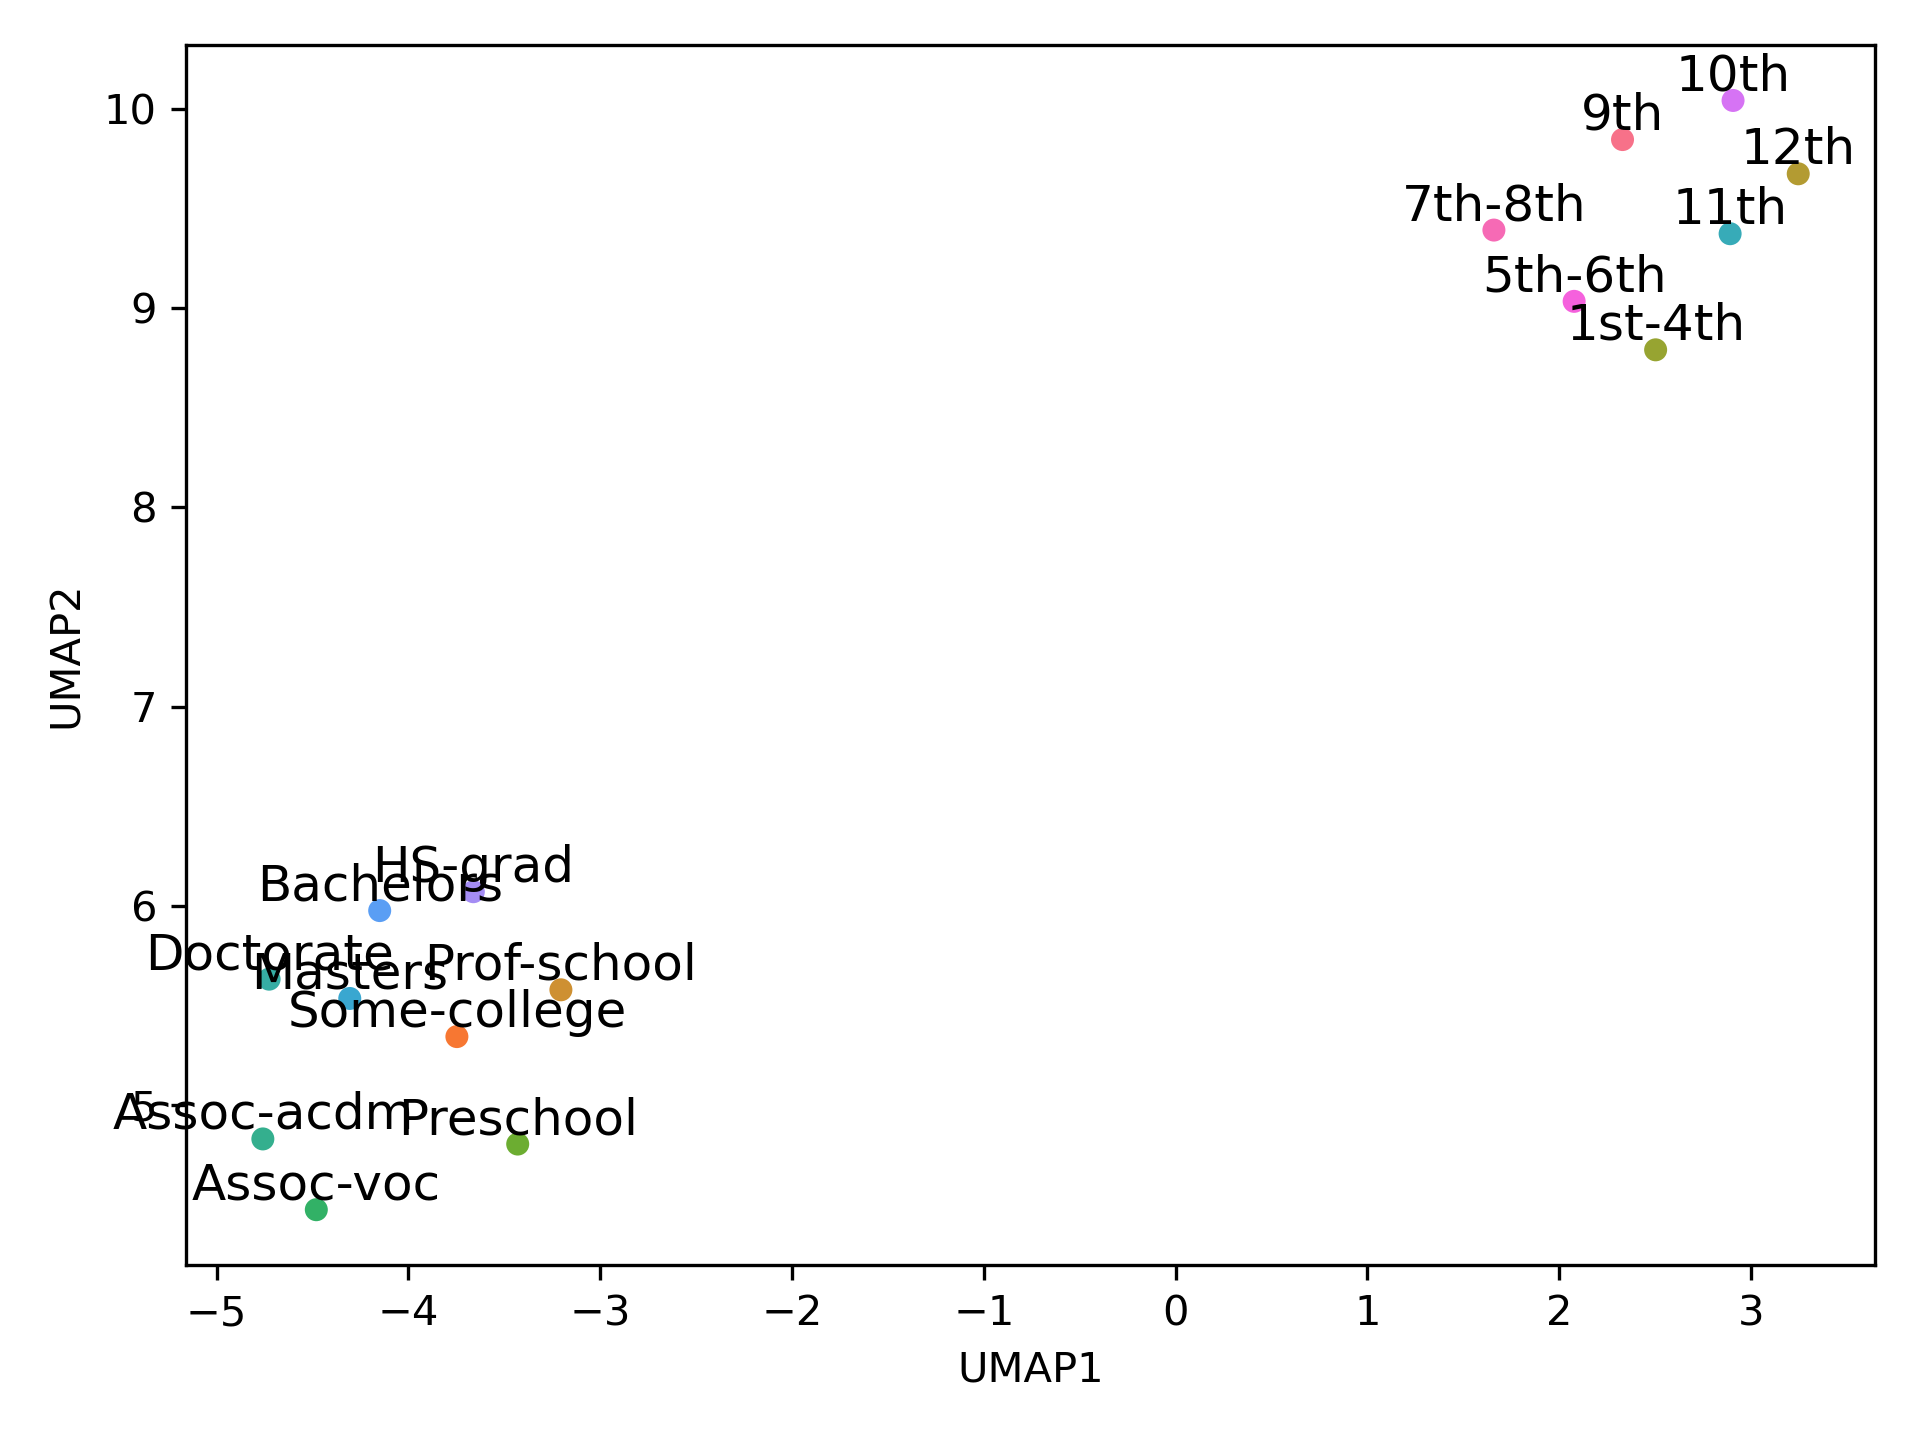 10th
9th
12th
7th-8th
11th
5th-6th
1st-4th
HS-grad
Bachelors
Doctorate
Masters
Prof-school
Some-college
Assoc-acdm
Preschool
Assoc-voc
10
9
8
7
6
5
UMAP2
−5 −4 −3 −2 −1 0 1 2 3
UMAP1